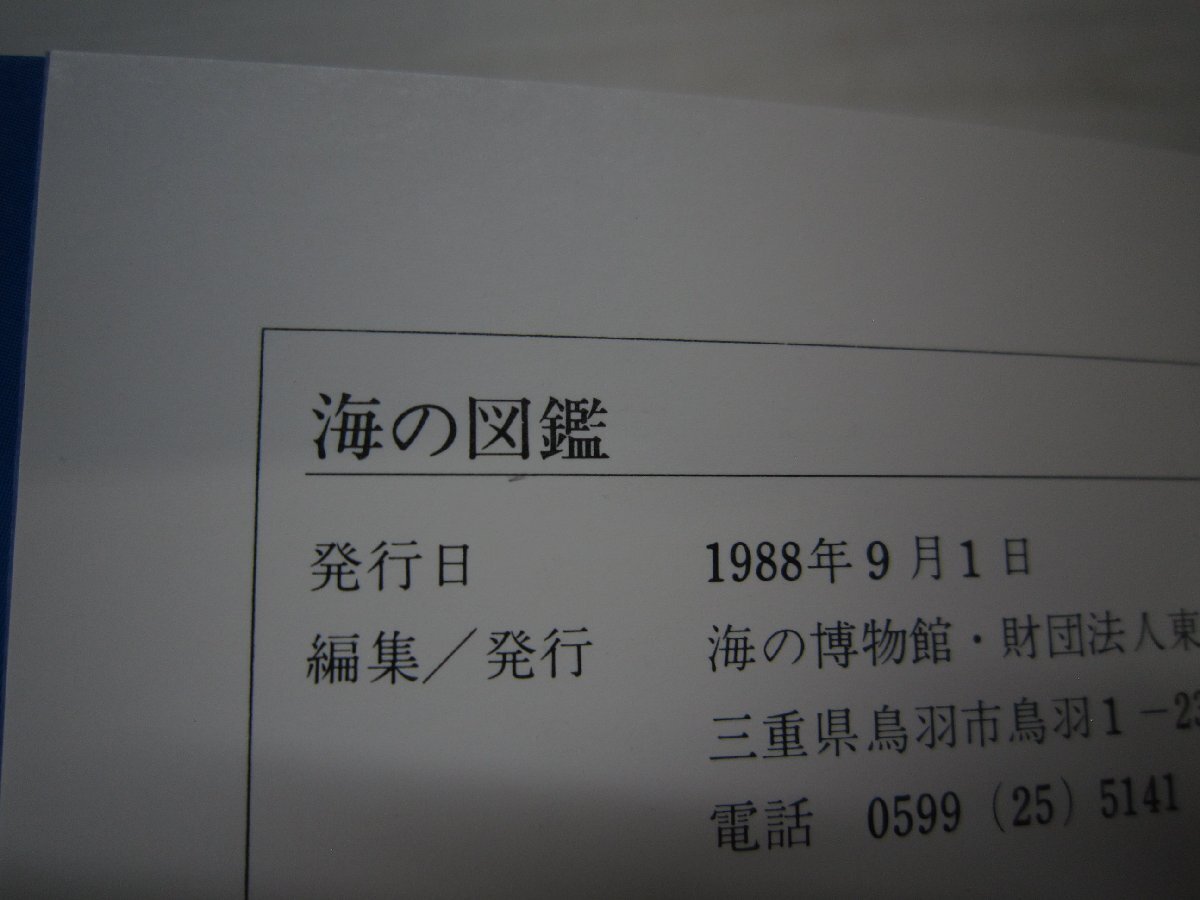 海の図鑑
発行日 1988年9月1日
編集／発行 海の博物館・財団法人東
三重県鳥羽市鳥羽1-23
電話 0599 (25) 5141